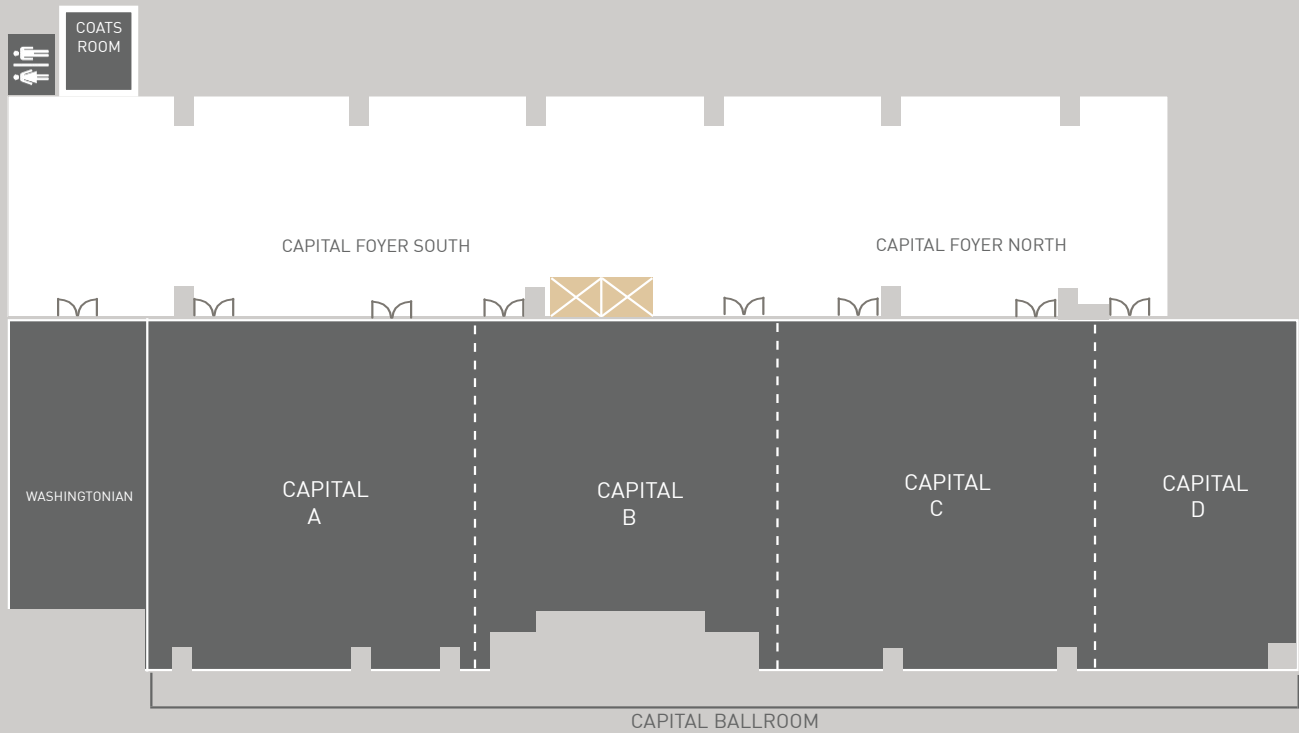 COATS
ROOM
CAPITAL FOYER SOUTH
CAPITAL FOYER NORTH
WASHINGTONIAN
CAPITAL
A
CAPITAL
B
CAPITAL
C
CAPITAL
D
CAPITAL BALLROOM